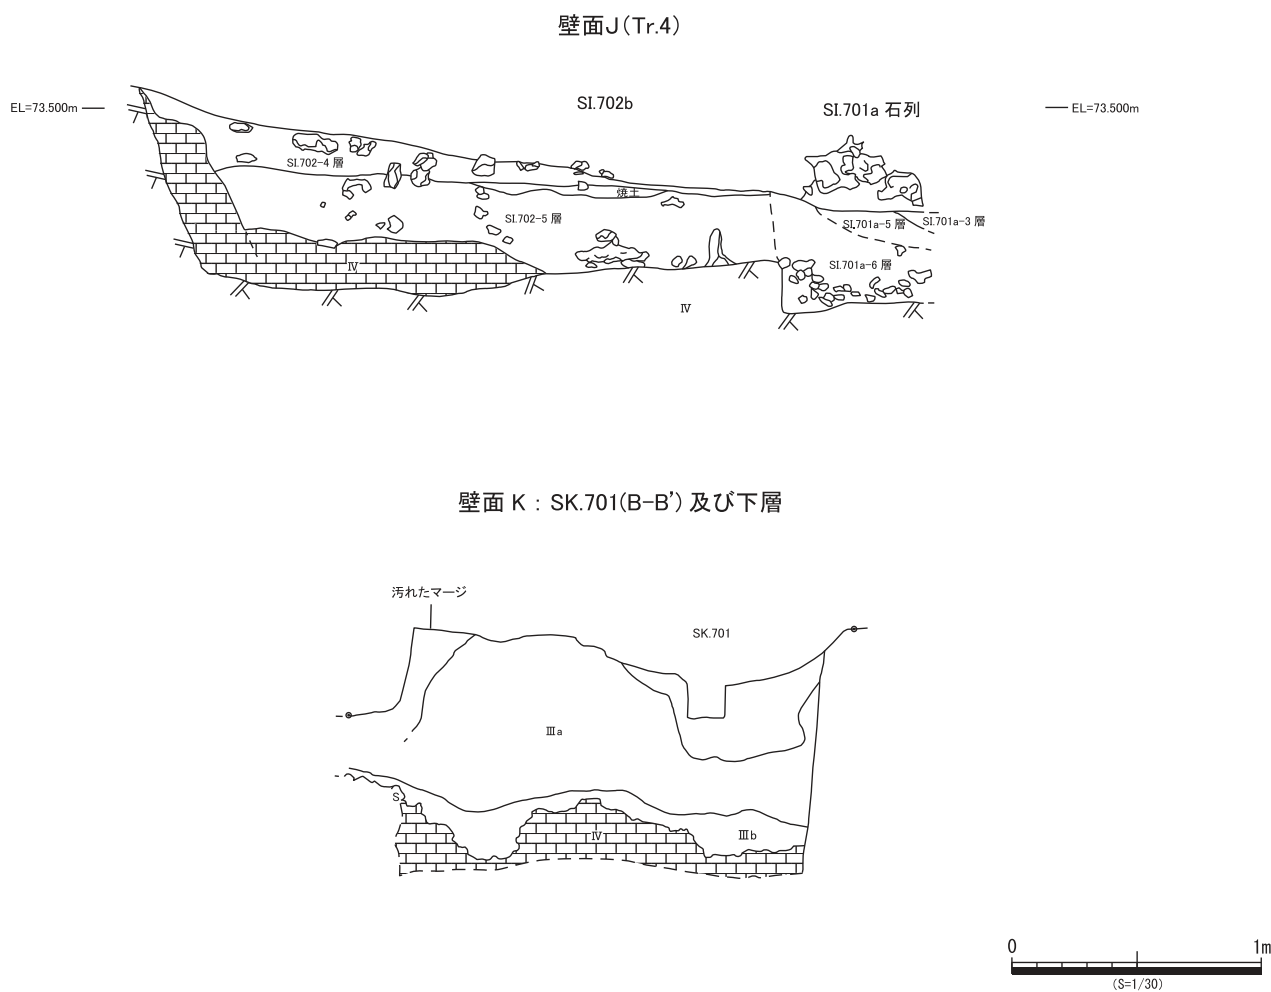 壁面J(Tr.4)
EL=73.500m
SI.702b
SI.701a 石列
EL=73.500m
SI.702-4 層
焼土
SI.702-5 層
SI.701a-5 層
SI.701a-3 層
SI.701a-6 層
Ⅳ
Ⅳ
壁面 K : SK.701(B-B') 及び下層
汚れたマージ
SK.701
Ⅲa
S
Ⅳ
Ⅲb
0 1m
(S=1/30)